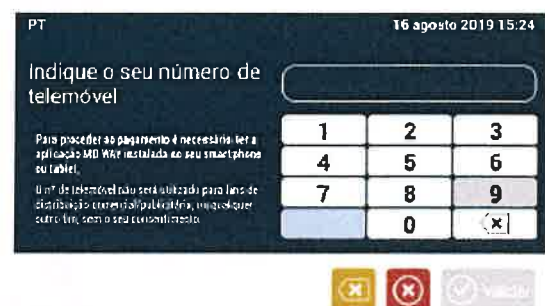 PT
16 agosto 2019 15:24
Indique o seu número de
telemóvel
Para proceder ao pagamento é necessário ter a
aplicação MB WAY instalada no seu smartphone
ou tablet.
O nº de telemóvel não será utilizado para fins de
distribuição comercial/publicitária, ou qualquer
outro fim, sem o seu consentimento.
1 2 3
4 5 6
7 8 9
0
Validar